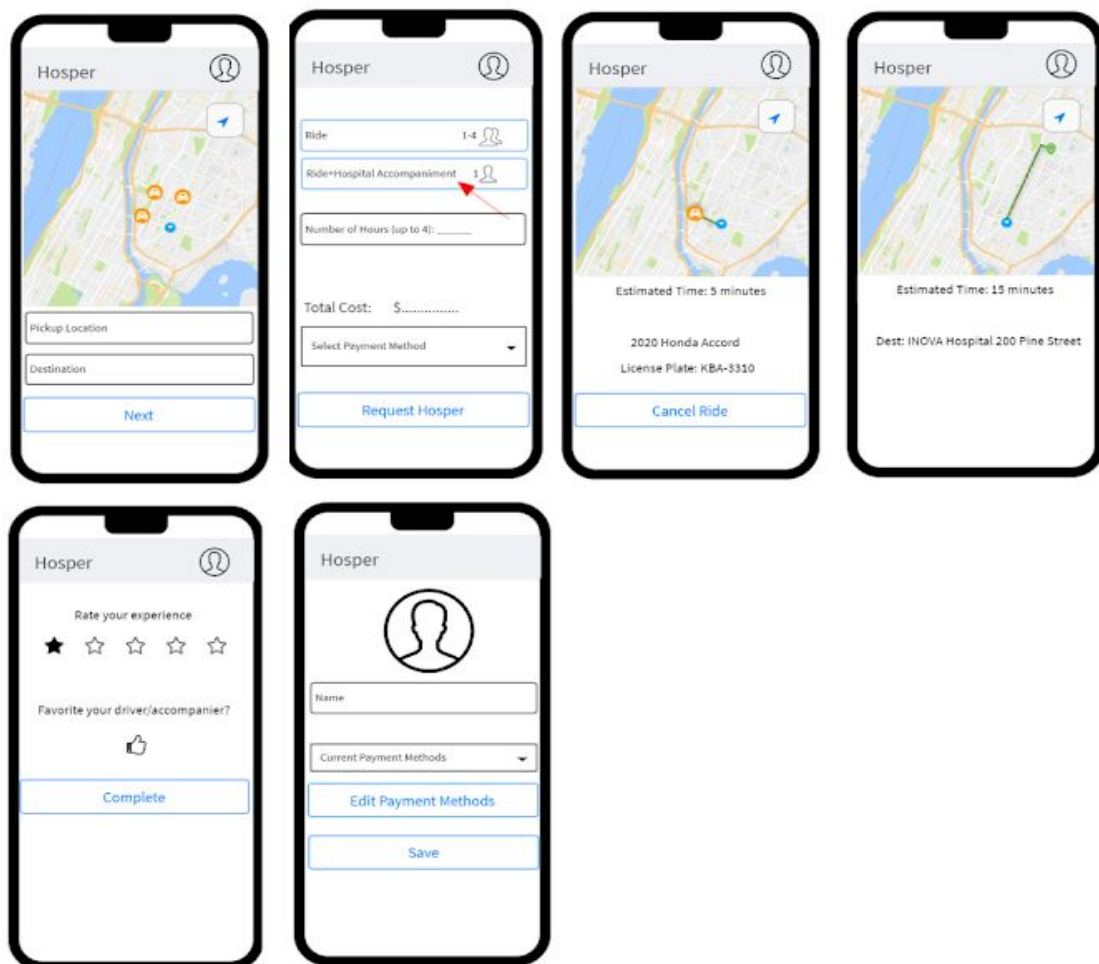 Hosper
Pickup Location
Destination
Next
Hosper
Ride 1-4
Ride+Hospital Accompaniment 1
Number of Hours (up to 4): ______
Total Cost: $...............
Select Payment Method
Request Hosper
Hosper
Estimated Time: 5 minutes
2020 Honda Accord
License Plate: KBA-3310
Cancel Ride
Hosper
Estimated Time: 15 minutes
Dest: INOVA Hospital 200 Pine Street
Hosper
Rate your experience
Favorite your driver/accompanier?
Complete
Hosper
Name
Current Payment Methods
Edit Payment Methods
Save